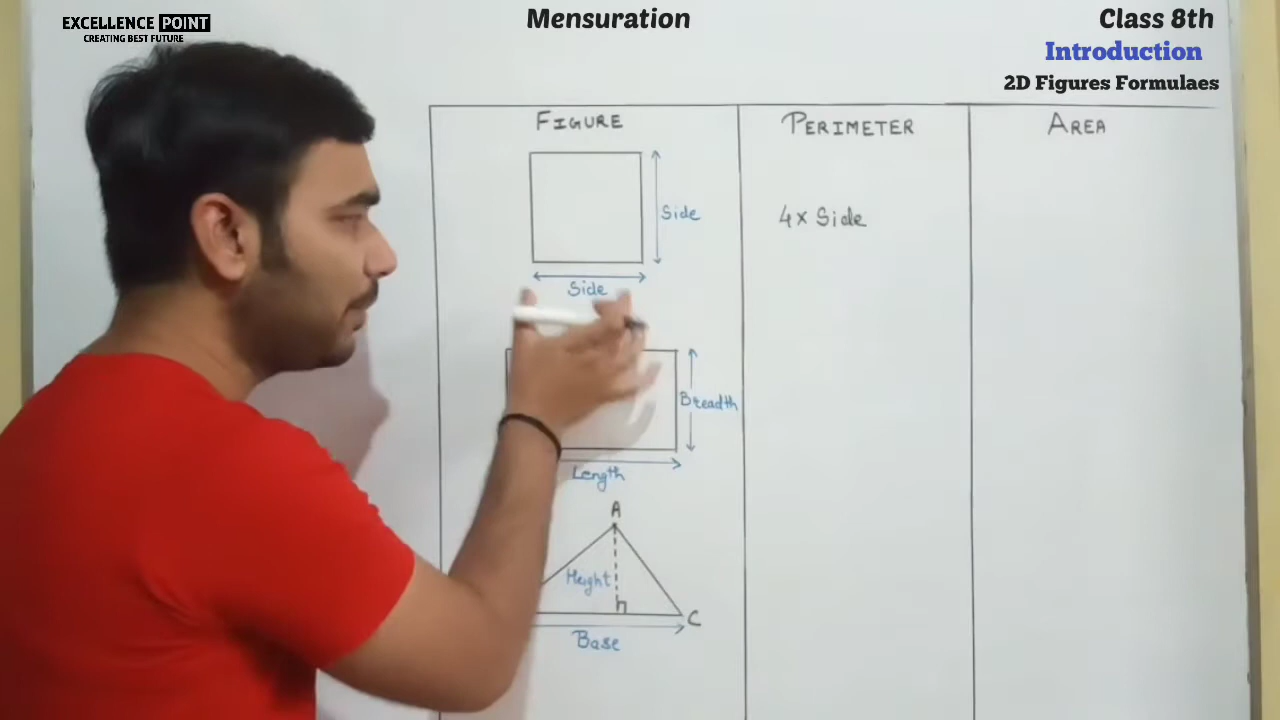 EXCELLENCE POINT
CREATING BEST FUTURE
Mensuration
Class 8th
Introduction
2D Figures Formulaes
FIGURE
PERIMETER
AREA
Side
4 x Side
Side
Breadth
Length
A
Height
h
C
Base